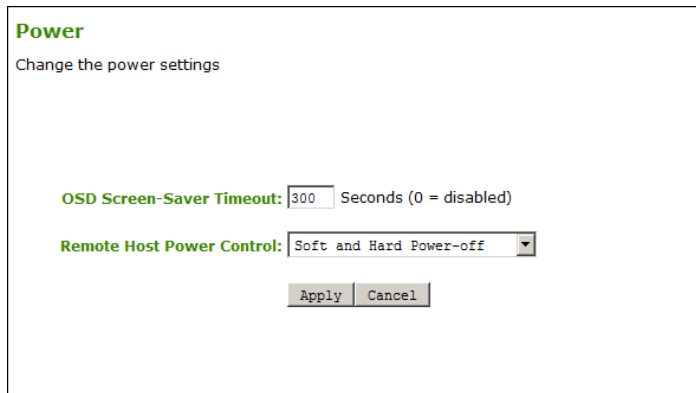 Power
Change the power settings
OSD Screen-Saver Timeout: 300 Seconds (0 = disabled)
Remote Host Power Control: Soft and Hard Power-off
Apply Cancel